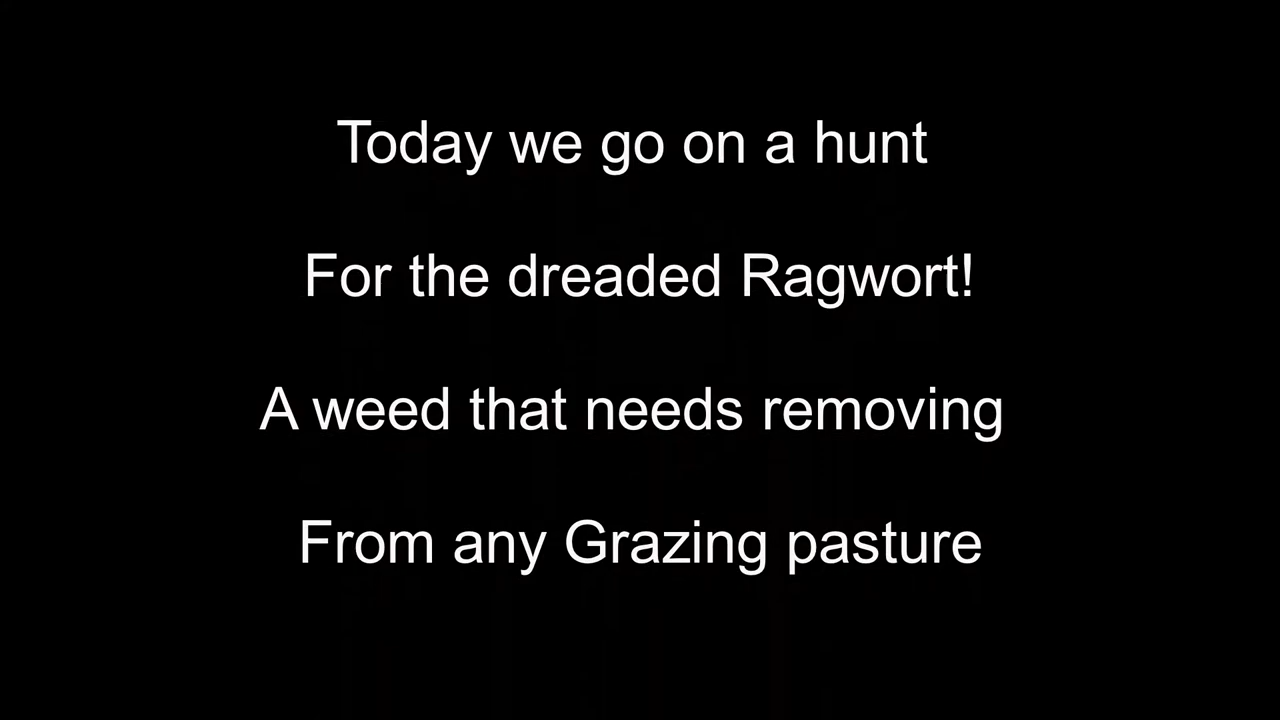 Today we go on a hunt
For the dreaded Ragwort!
A weed that needs removing
From any Grazing pasture